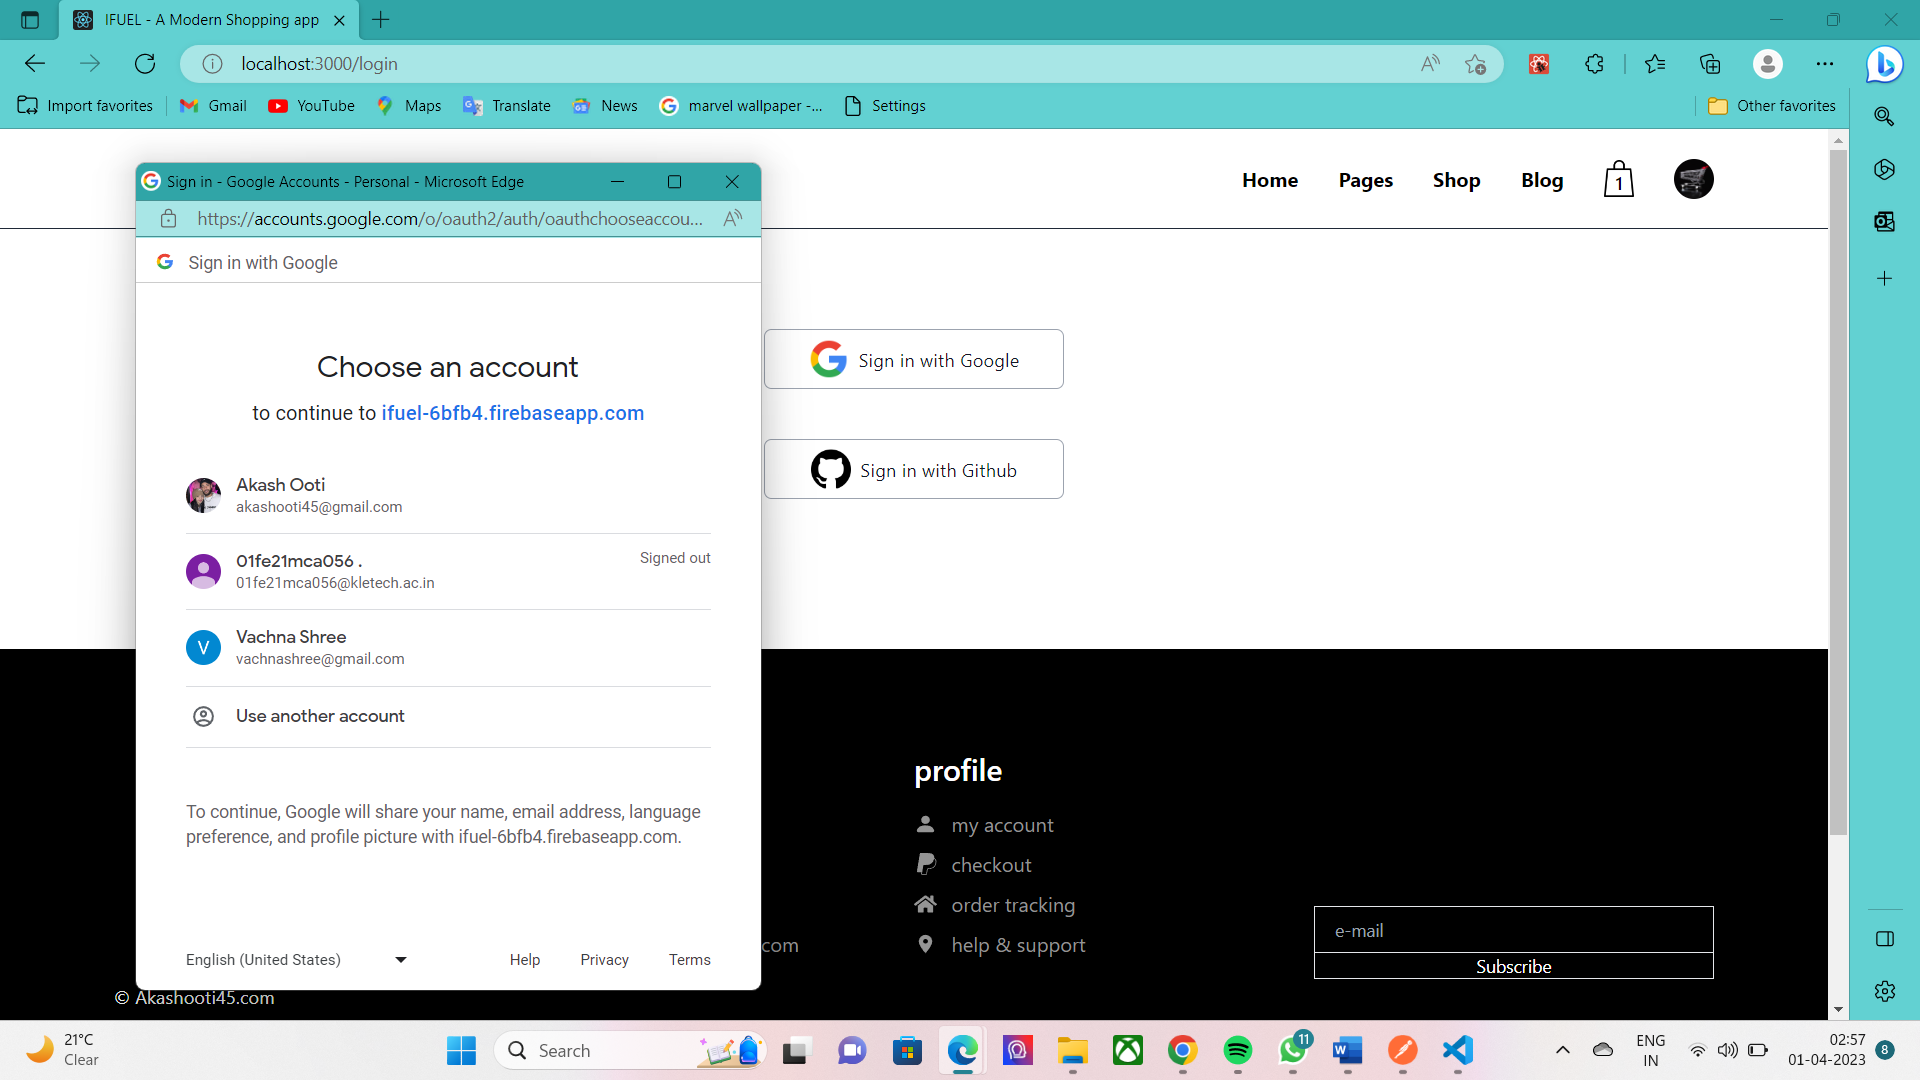 IFUEL - A Modern Shopping app
localhost:3000/login
Import favorites
Gmail
YouTube
Maps
Translate
News
marvel wallpaper -...
Settings
Other favorites
Sign in - Google Accounts - Personal - Microsoft Edge
https://accounts.google.com/o/oauth2/auth/oauthchooseaccou...
Sign in with Google
Choose an account
to continue to ifuel-6bfb4.firebaseapp.com
Akash Ooti
akashooti45@gmail.com
01fe21mca056 .
01fe21mca056@kletech.ac.in
Signed out
V
Vachna Shree
vachnashree@gmail.com
Use another account
To continue, Google will share your name, email address, language
preference, and profile picture with ifuel-6bfb4.firebaseapp.com.
English (United States)
Help
Privacy
Terms
Home
Pages
Shop
Blog
1
Sign in with Google
Sign in with Github
com
profile
my account
checkout
order tracking
help & support
e-mail
Subscribe
© Akashooti45.com
21°C
Clear
Search
11
ENG
IN
02:57
01-04-2023
8